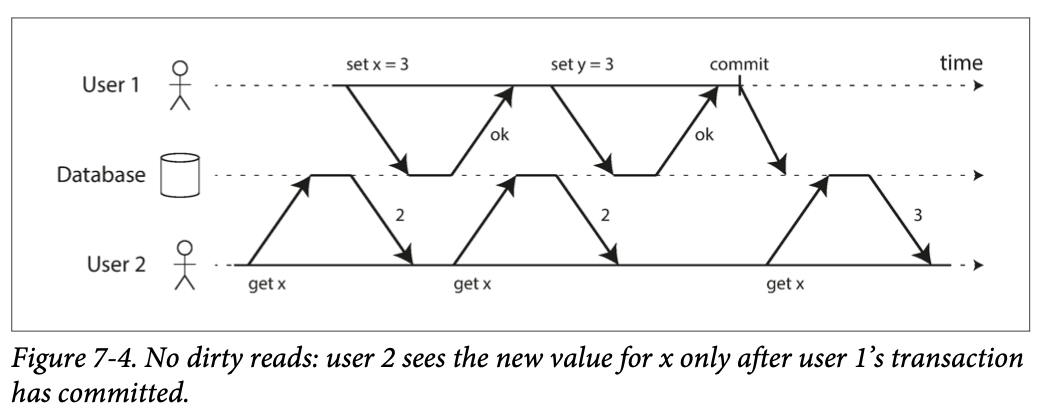 set x = 3 set y = 3 commit time
User 1
ok ok
Database
2 2 3
User 2
get x get x get x
Figure 7-4. No dirty reads: user 2 sees the new value for x only after user 1’s transaction
has committed.